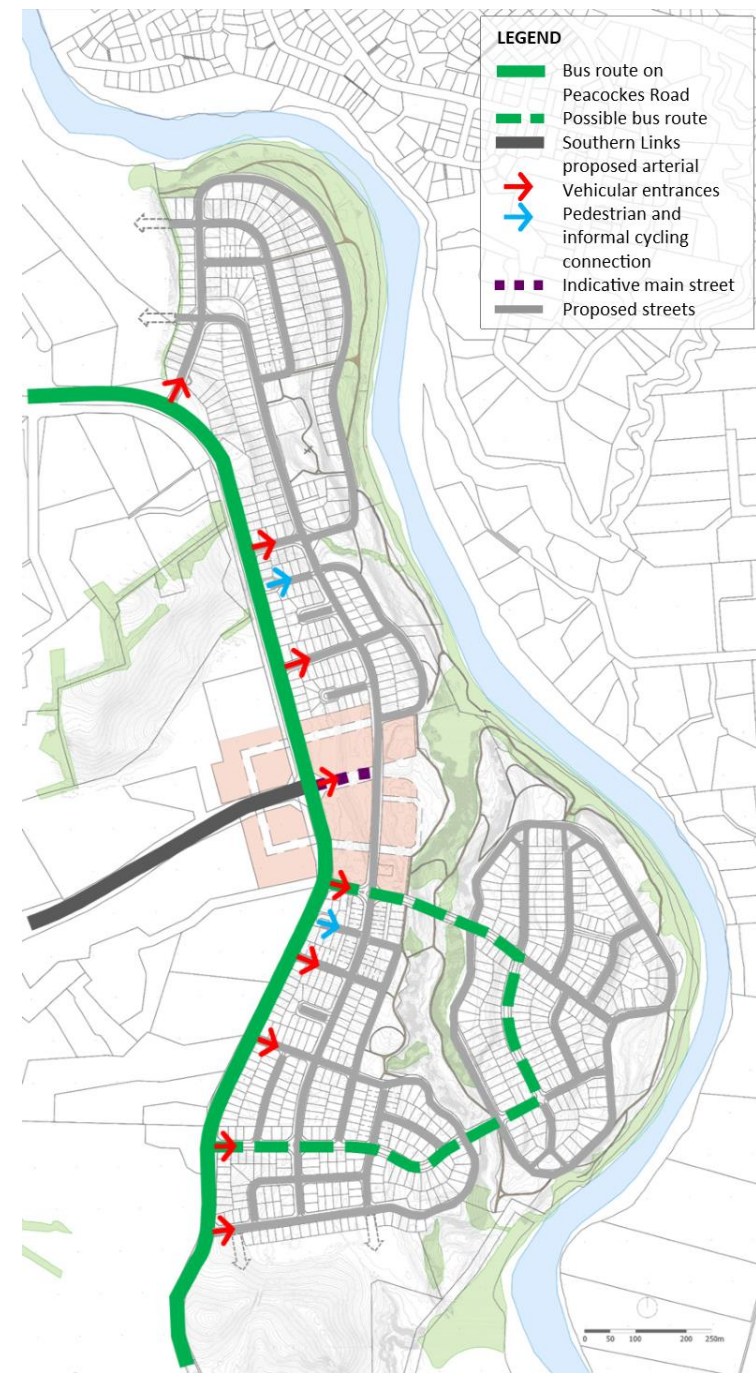 LEGEND
Bus route on
Peacockes Road
Possible bus route
Southern Links
proposed arterial
Vehicular entrances
Pedestrian and
informal cycling
connection
Indicative main street
Proposed streets
0 50 100 200 250m